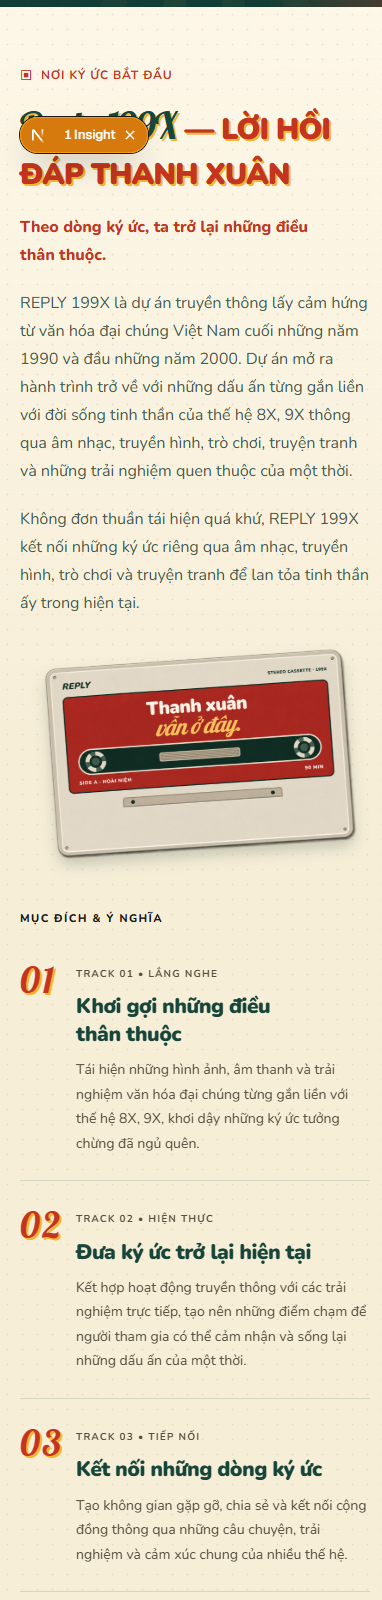 NƠI KÝ ỨC BẮT ĐẦU
199X — LỜI HỒI
N 1 Insight ×
ĐÁP THANH XUÂN
Theo dòng ký ức, ta trở lại những điều
thân thuộc.
REPLY 199X là dự án truyền thông lấy cảm hứng
từ văn hóa đại chúng Việt Nam cuối những năm
1990 và đầu những năm 2000. Dự án mở ra
hành trình trở về với những dấu ấn từng gắn liền
với đời sống tinh thần của thế hệ 8X, 9X thông
qua âm nhạc, truyền hình, trò chơi, truyện tranh
và những trải nghiệm quen thuộc của một thời.
Không đơn thuần tái hiện quá khứ, REPLY 199X
kết nối những ký ức riêng qua âm nhạc, truyền
hình, trò chơi và truyện tranh để lan tỏa tinh thần
ấy trong hiện tại.
REPLY
STEREO CASSETTE · 199X
Thanh xuân
vẫn ở đây.
SIDE A · HOÀI NIỆM
90 MIN
MỤC ĐÍCH & Ý NGHĨA
01
TRACK 01 • LẮNG NGHE
Khơi gợi những điều
thân thuộc
Tái hiện những hình ảnh, âm thanh và trải
nghiệm văn hóa đại chúng từng gắn liền với
thế hệ 8X, 9X, khơi dậy những ký ức tưởng
chừng đã ngủ quên.
02
TRACK 02 • HIỆN THỰC
Đưa ký ức trở lại hiện tại
Kết hợp hoạt động truyền thông với các trải
nghiệm trực tiếp, tạo nên những điểm chạm để
người tham gia có thể cảm nhận và sống lại
những dấu ấn của một thời.
03
TRACK 03 • TIẾP NỐI
Kết nối những dòng ký ức
Tạo không gian gặp gỡ, chia sẻ và kết nối cộng
đồng thông qua những câu chuyện, trải
nghiệm và cảm xúc chung của nhiều thế hệ.